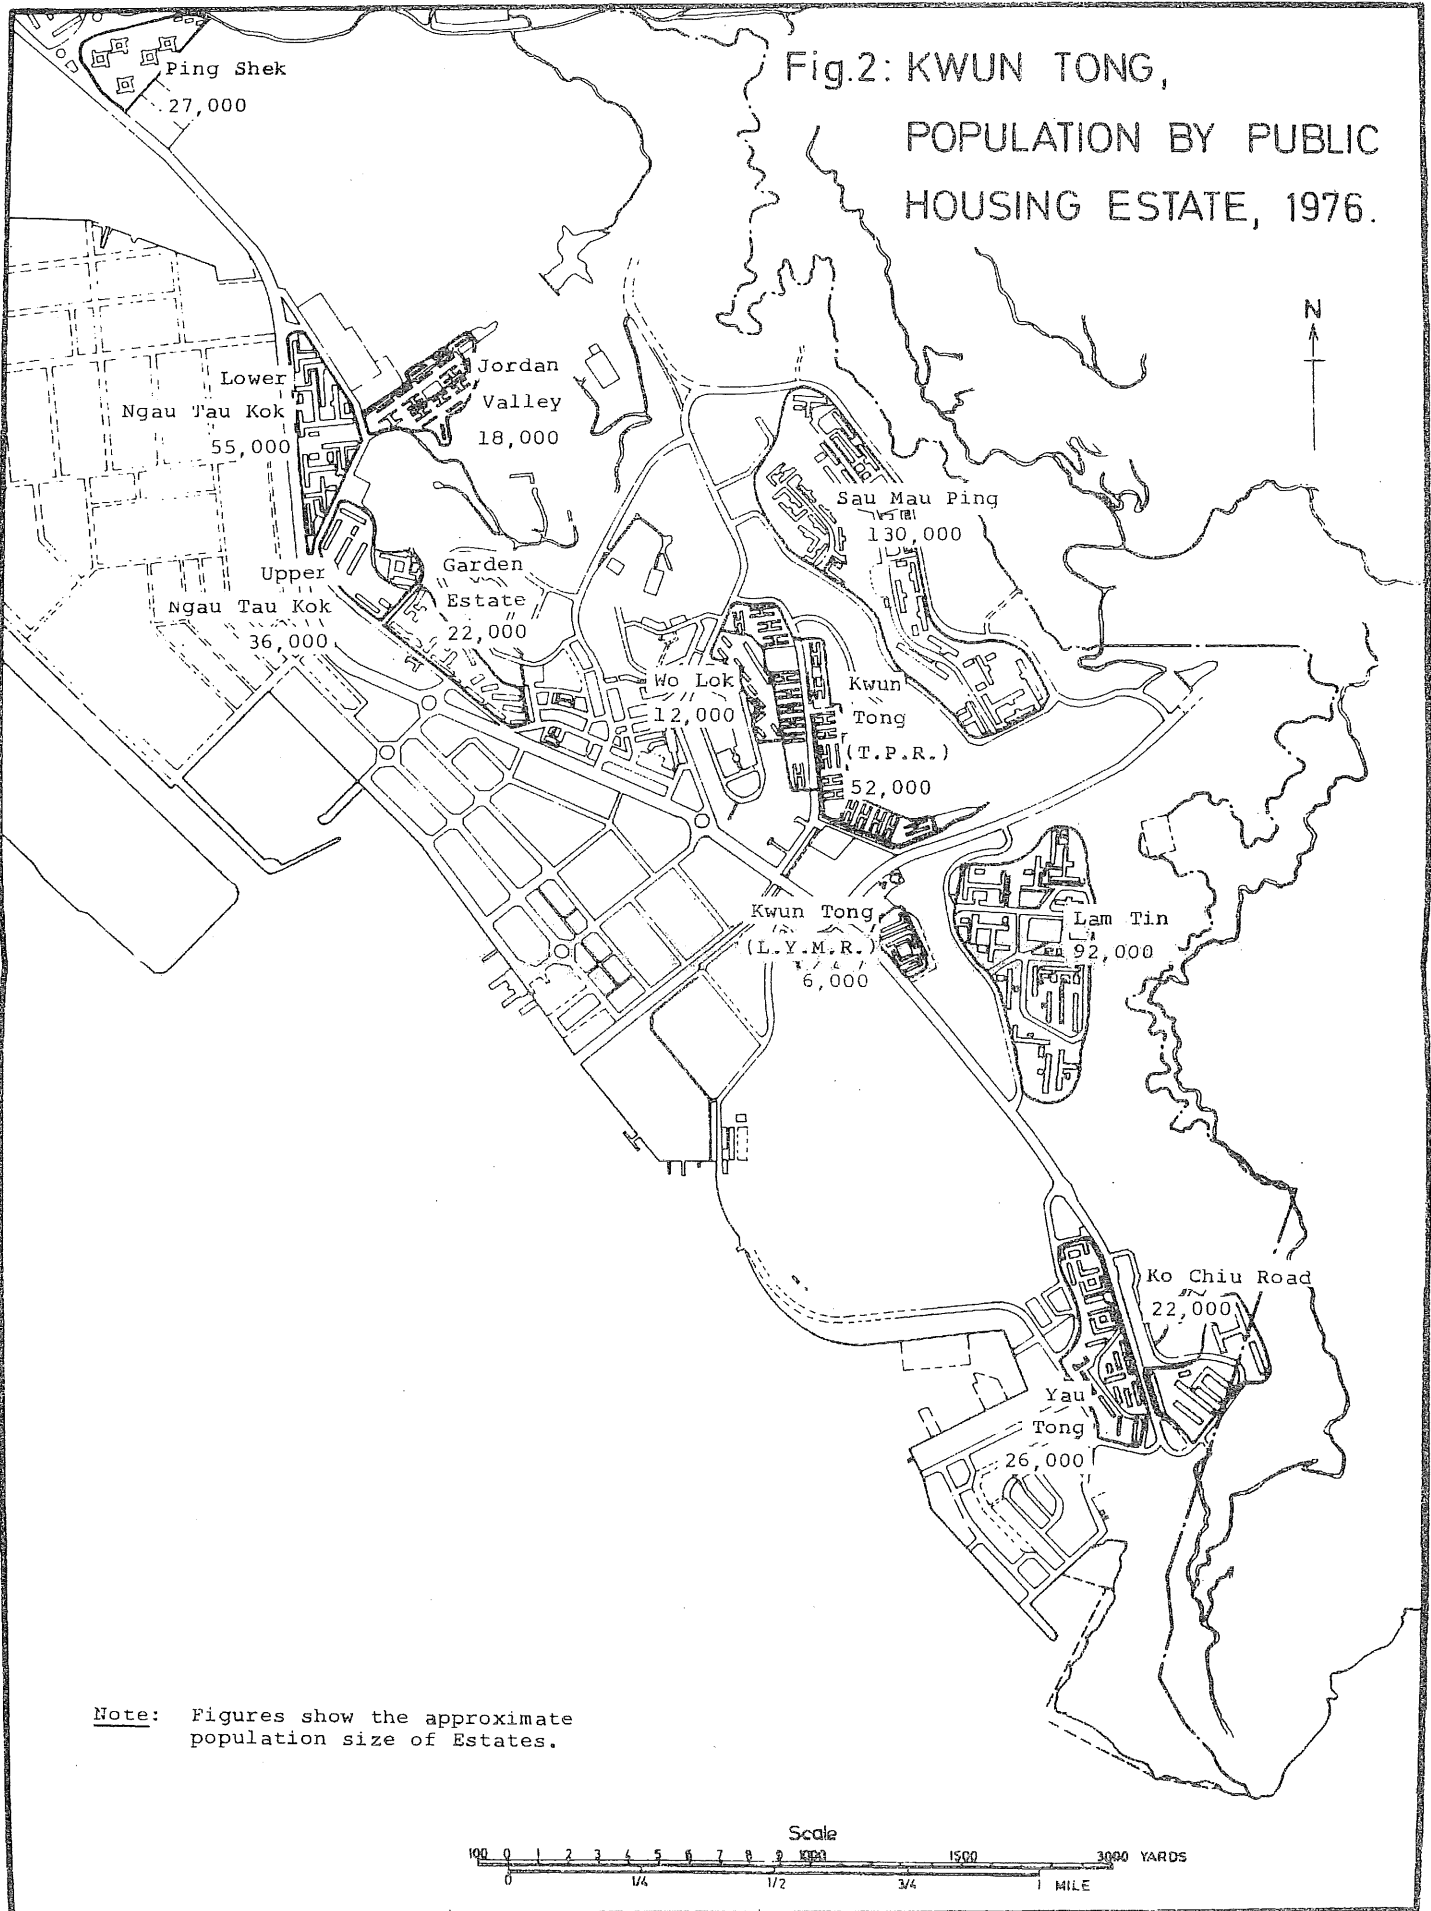 Fig.2: KWUN TONG,
POPULATION BY PUBLIC
HOUSING ESTATE, 1976.
Ping Shek
27,000
N
Jordan
Valley
18,000
Lower
Ngau Tau Kok
55,000
Sau Mau Ping
130,000
Upper
Ngau Tau Kok
36,000
Garden
Estate
22,000
Wo Lok
12,000
Kwun
Tong
(T.P.R.)
52,000
Kwun Tong
(L.Y.M.R.)
6,000
Lam Tin
92,000
Ko Chiu Road
22,000
Yau
Tong
26,000
Note: Figures show the approximate
population size of Estates.
Scale
100 0 1 2 3 4 5 6 7 8 9 1000 1500 3000 YARDS
0 1/4 1/2 3/4 1 MILE